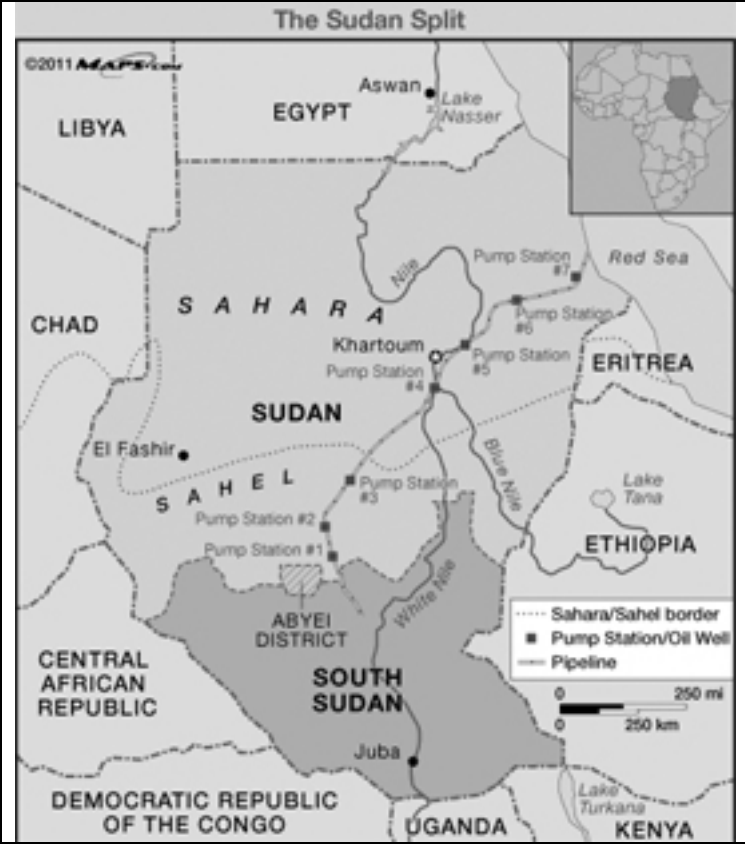 The Sudan Split
©2011 MAPS.com
Aswan
Lake
Nasser
EGYPT
LIBYA
Red Sea
Pump Station
#7
Nile
SAHARA
Pump Station
#6
CHAD
Khartoum
Pump Station
#5
ERITREA
Pump Station
#4
SUDAN
El Fashir
Blue Nile
SAHEL
Pump Station
#3
Lake
Tana
Pump Station #2
ETHIOPIA
Pump Station #1
White Nile
ABYEI
DISTRICT
Sahara/Sahel border
Pump Station/Oil Well
Pipeline
CENTRAL
AFRICAN
REPUBLIC
SOUTH
SUDAN
0 250 mi
0 250 km
Juba
DEMOCRATIC REPUBLIC
OF THE CONGO
UGANDA
Lake
Turkana
KENYA